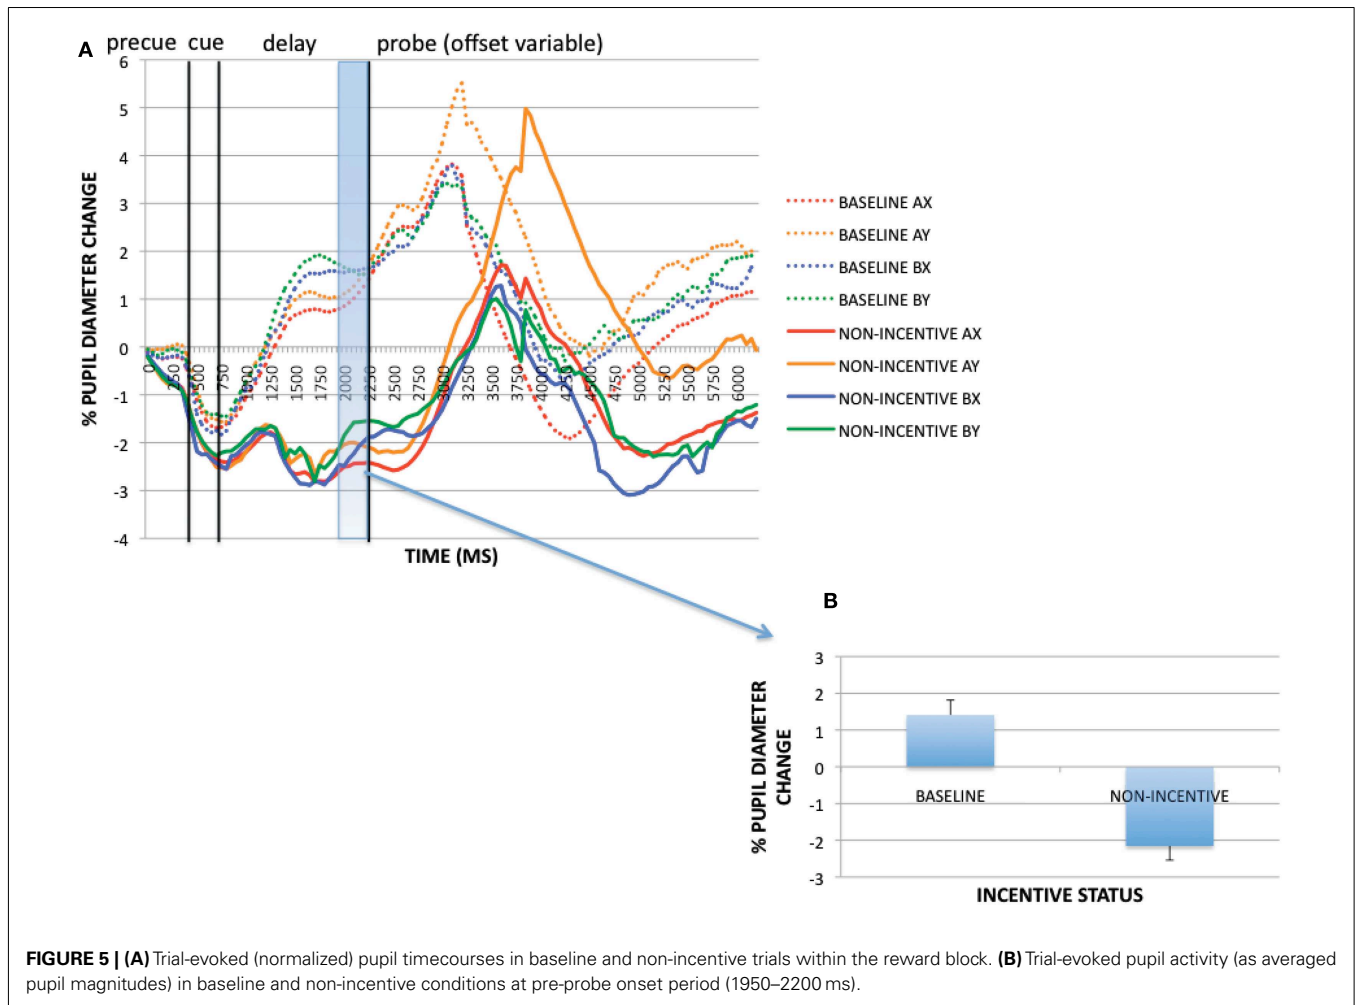 A
precue cue delay probe (offset variable)
6
5
4
3
2
1
0
-1
-2
-3
-4
% PUPIL DIAMETER CHANGE
0 250 500 750 1000 1250 1500 1750 2000 2250 2500 2750 3000 3250 3500 3750 4000 4250 4500 4750 5000 5250 5500 5750 6000
TIME (MS)
BASELINE AX
BASELINE AY
BASELINE BX
BASELINE BY
NON-INCENTIVE AX
NON-INCENTIVE AY
NON-INCENTIVE BX
NON-INCENTIVE BY
B
3
2
1
0
-1
-2
-3
% PUPIL DIAMETER
CHANGE
BASELINE NON-INCENTIVE
INCENTIVE STATUS
FIGURE 5 | (A) Trial-evoked (normalized) pupil timecourses in baseline and non-incentive trials within the reward block. (B) Trial-evoked pupil activity (as averaged
pupil magnitudes) in baseline and non-incentive conditions at pre-probe onset period (1950–2200 ms).